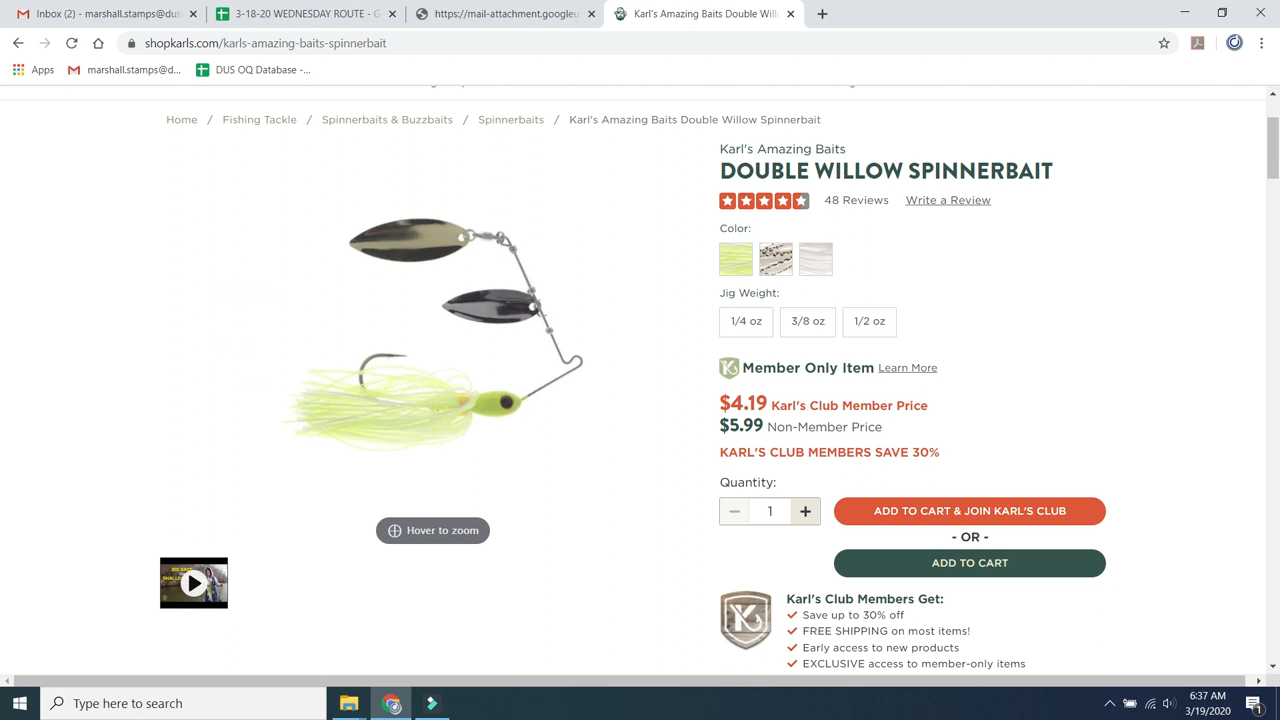 Inbox (2) - marshall.stamps@dus
3-18-20 WEDNESDAY ROUTE - G
https://mail-attachment.googleus
Karl's Amazing Baits Double Will
shopkarls.com/karls-amazing-baits-spinnerbait
Apps
marshall.stamps@d...
DUS OQ Database -...
Home / Fishing Tackle / Spinnerbaits & Buzzbaits / Spinnerbaits / Karl's Amazing Baits Double Willow Spinnerbait
Karl's Amazing Baits
DOUBLE WILLOW SPINNERBAIT
48 Reviews Write a Review
Color:
Jig Weight:
1/4 oz 3/8 oz 1/2 oz
Member Only Item Learn More
$4.19 Karl's Club Member Price
$5.99 Non-Member Price
KARL'S CLUB MEMBERS SAVE 30%
Quantity:
1
ADD TO CART & JOIN KARL'S CLUB
- OR -
ADD TO CART
Hover to zoom
BIG BASS
SHALLOW
K
Karl's Club Members Get:
Save up to 30% off
FREE SHIPPING on most items!
Early access to new products
EXCLUSIVE access to member-only items
Type here to search
6:37 AM
3/19/2020
1